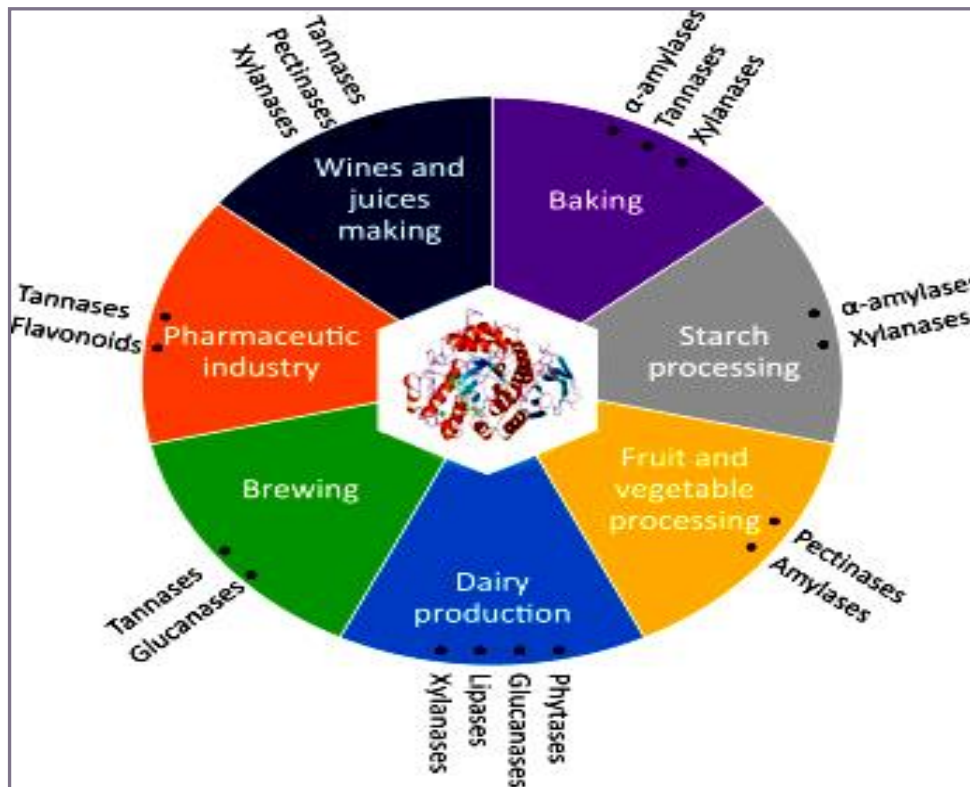 Tannases
Pectinases
Xylanases
α-amylases
Tannases
Xylanases
Wines and
juices
making
Baking
Tannases
Flavonoids
Pharmaceutic
industry
Starch
processing
α-amylases
Xylanases
Brewing
Fruit and
vegetable
processing
Tannases
Glucanases
Dairy
production
Pectinases
Amylases
Xylanases
Lipases
Glucanases
Phytases